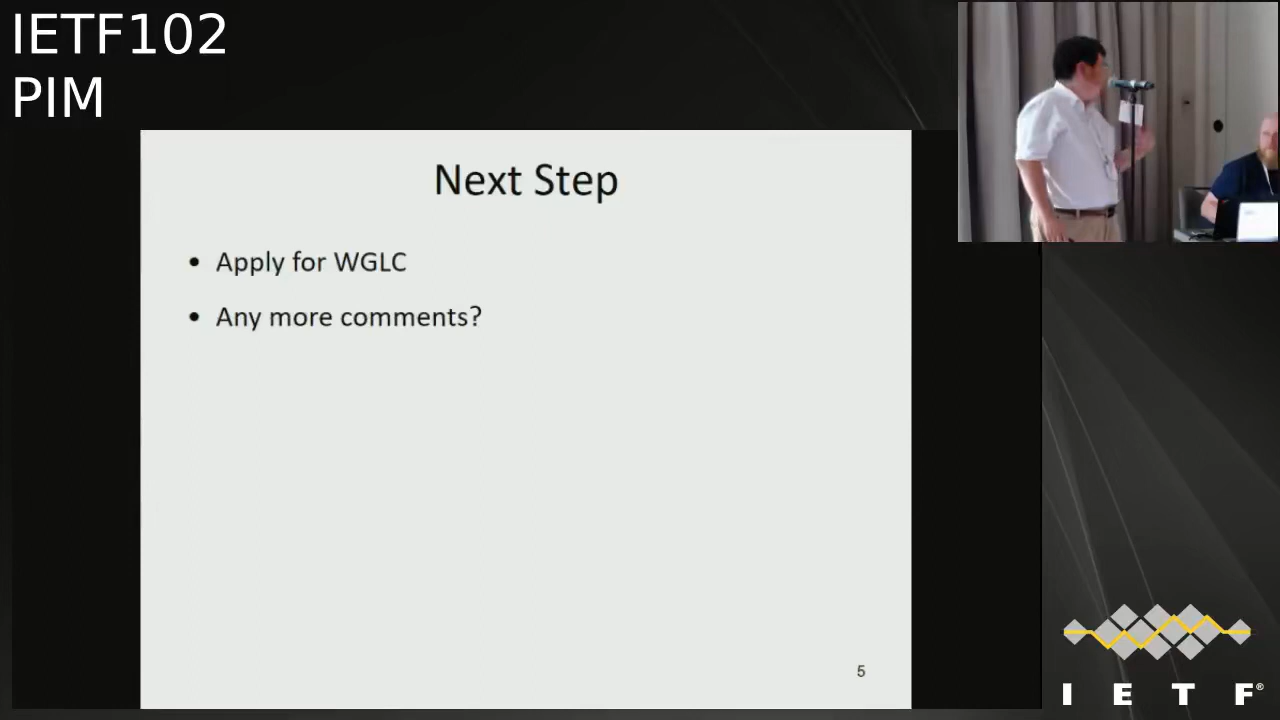 IETF102
PIM
Next Step
• Apply for WGLC
• Any more comments?
5
I E T F®